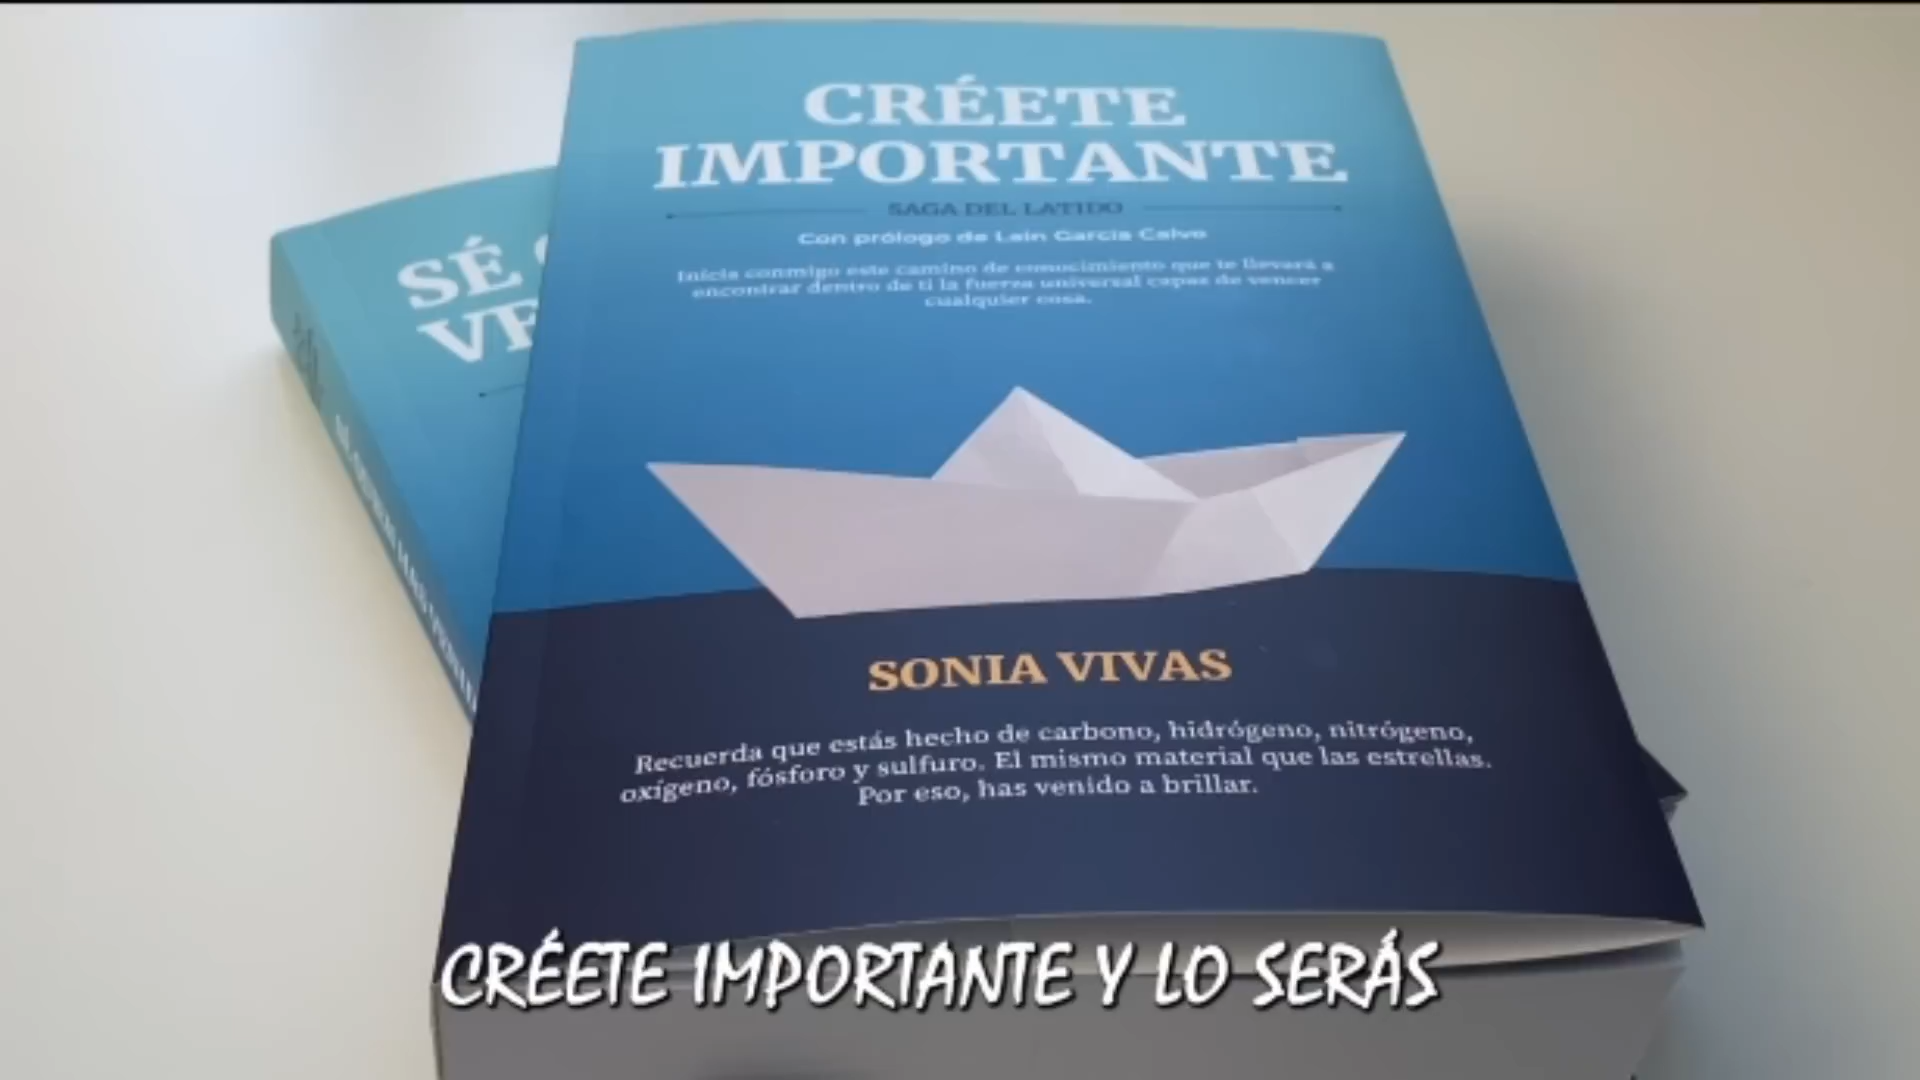 CRÉETE
IMPORTANTE
SAGA DEL LATIDO
Con prólogo de Lain García Calvo
Inicia conmigo este camino de conocimiento que te llevará a
encontrar dentro de ti la fuerza universal capaz de vencer
cualquier cosa.
SÉ
VE
SONIA VIVAS
Recuerda que estás hecho de carbono, hidrógeno, nitrógeno,
oxígeno, fósforo y sulfuro. El mismo material que las estrellas.
Por eso, has venido a brillar.
CRÉETE IMPORTANTE Y LO SERÁS